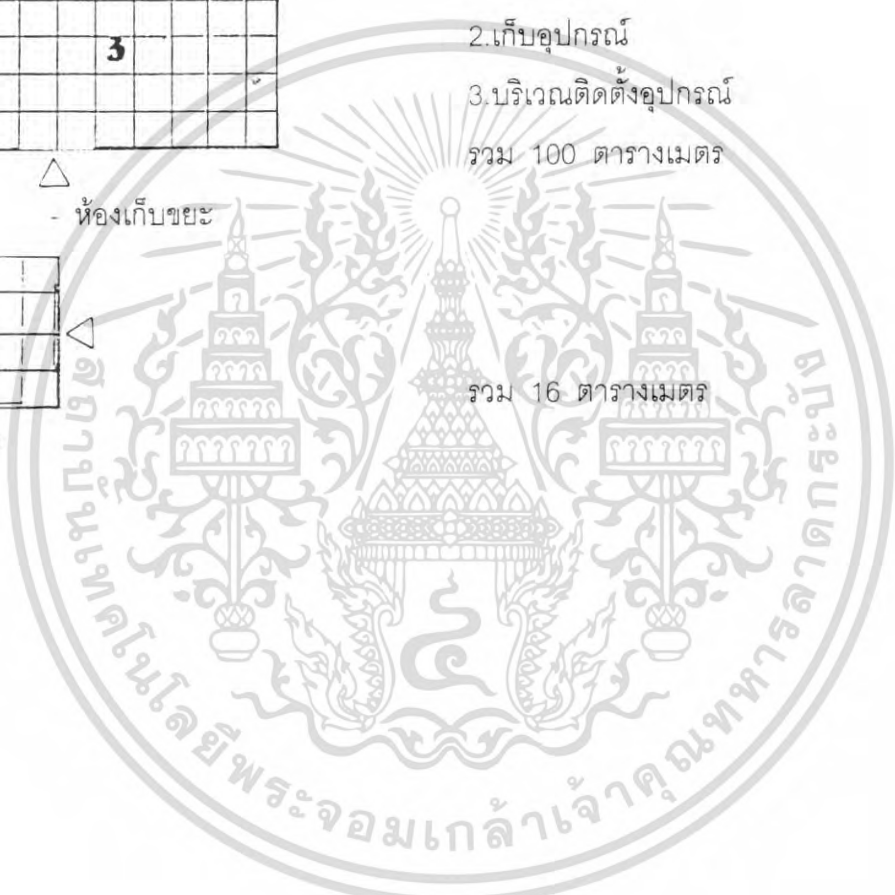 3
2.เก็บอุปกรณ์
3.บริเวณติดตั้งอุปกรณ์
รวม 100 ตารางเมตร
- ห้องเก็บขยะ
รวม 16 ตารางเมตร
สถาบันเทคโนโลยีพระจอมเกล้าเจ้าคุณทหารลาดกระบัง